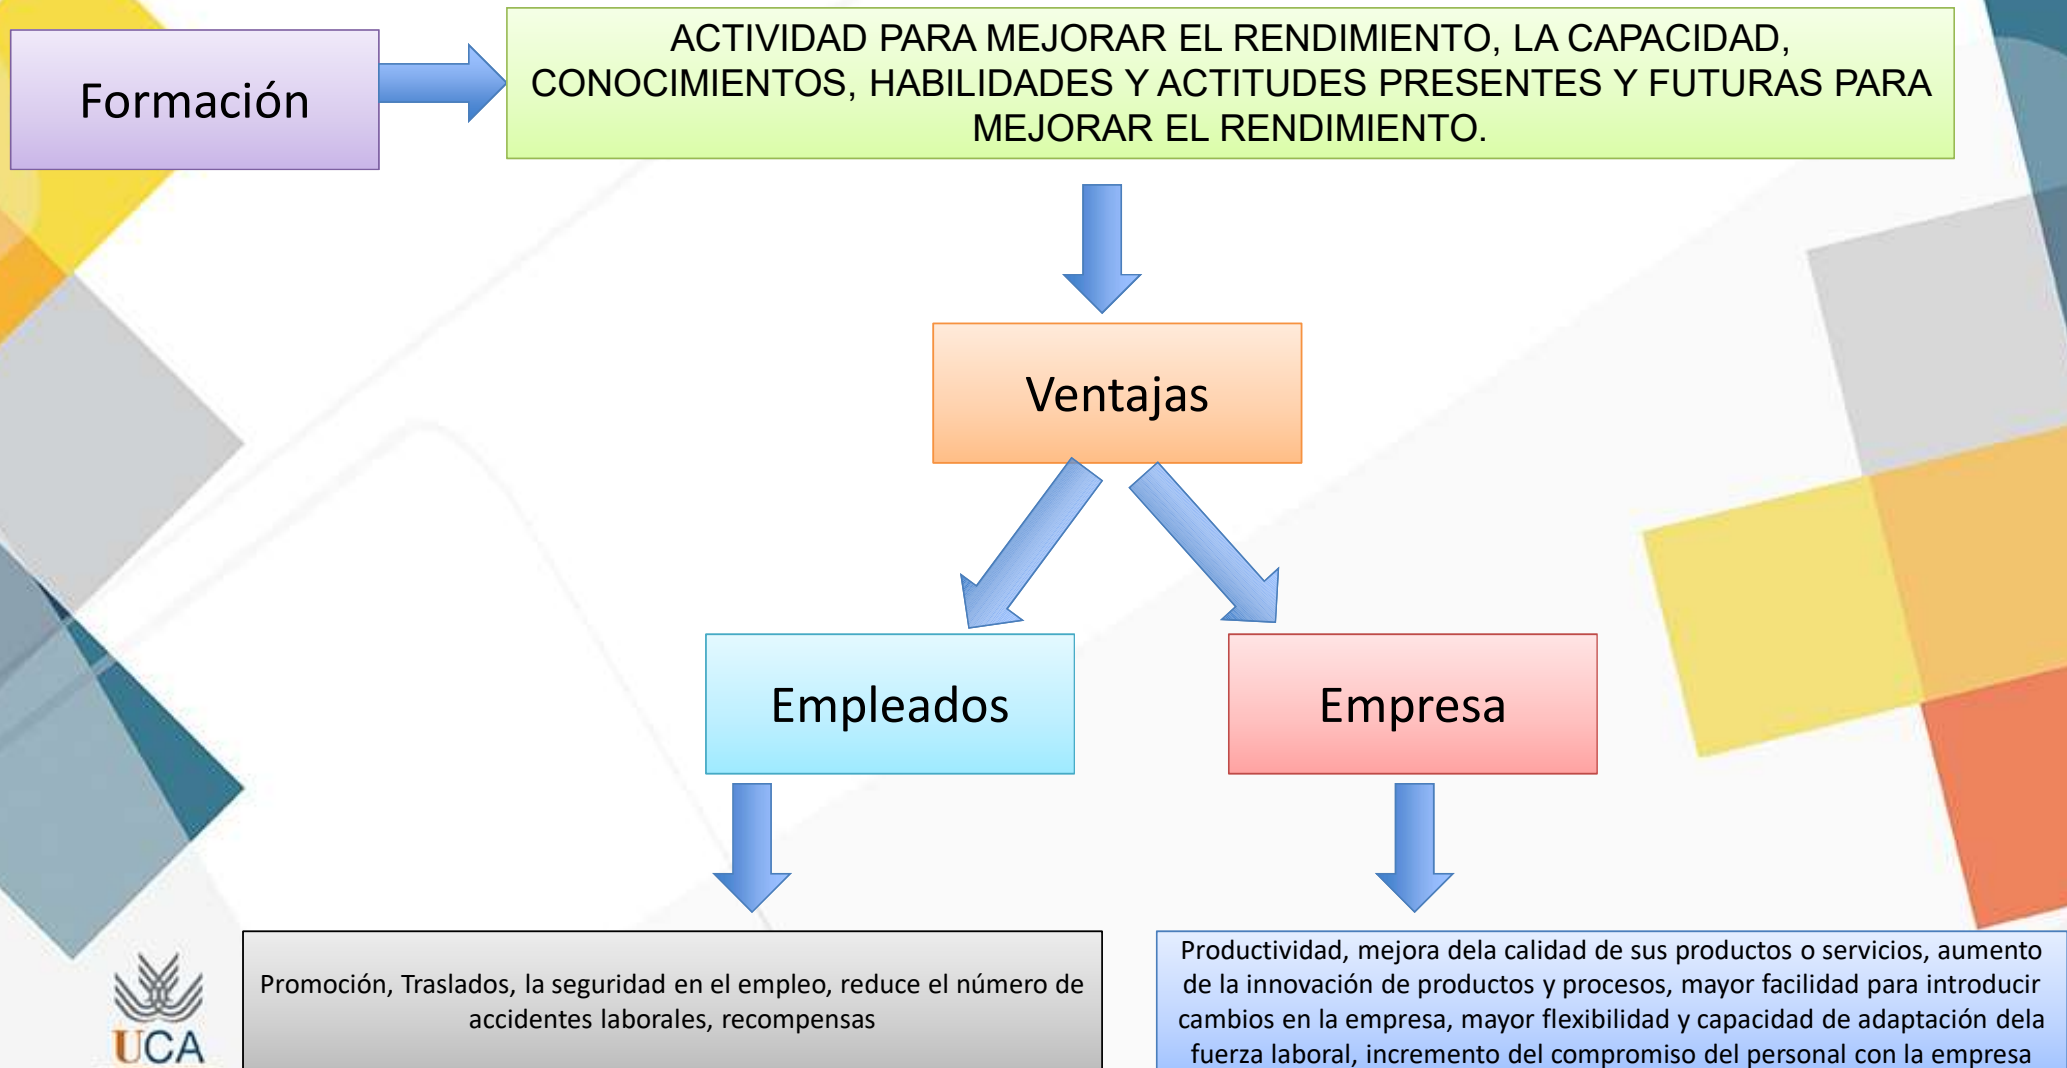 Formación
ACTIVIDAD PARA MEJORAR EL RENDIMIENTO, LA CAPACIDAD,
CONOCIMIENTOS, HABILIDADES Y ACTITUDES PRESENTES Y FUTURAS PARA
MEJORAR EL RENDIMIENTO.
Ventajas
Empleados
Empresa
Promoción, Traslados, la seguridad en el empleo, reduce el número de
accidentes laborales, recompensas
Productividad, mejora dela calidad de sus productos o servicios, aumento
de la innovación de productos y procesos, mayor facilidad para introducir
cambios en la empresa, mayor flexibilidad y capacidad de adaptación dela
fuerza laboral, incremento del compromiso del personal con la empresa
UCA